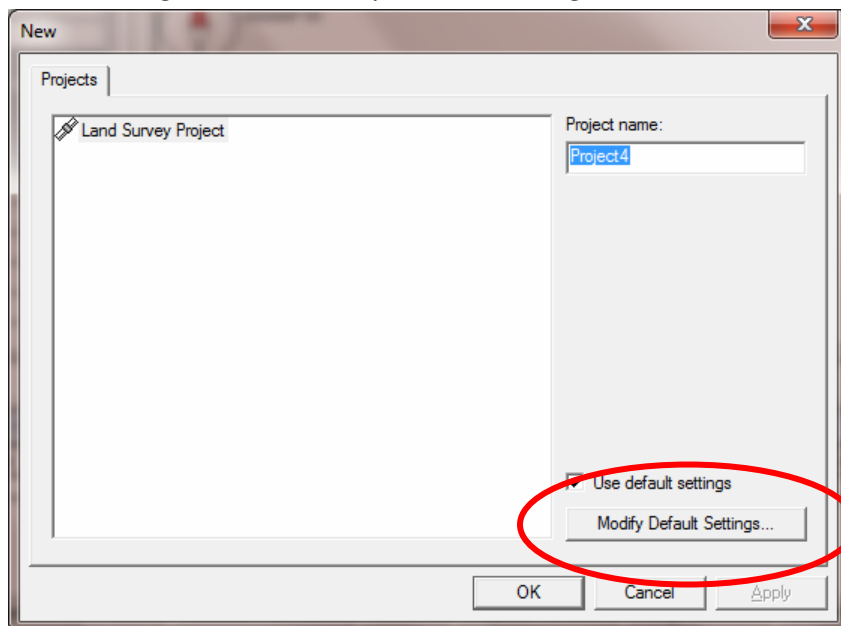 New
Projects
Land Survey Project
Project name:
Project4
Use default settings
Modify Default Settings...
OK
Cancel
Apply